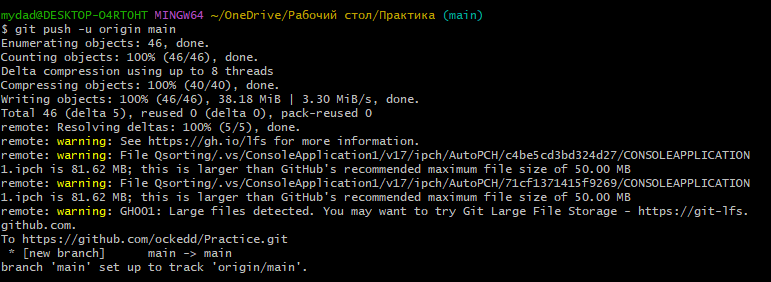 mydad@DESKTOP-O4RTOHT MINGW64 ~/OneDrive/Рабочий стол/Практика (main)
$ git push -u origin main
Enumerating objects: 46, done.
Counting objects: 100% (46/46), done.
Delta compression using up to 8 threads
Compressing objects: 100% (40/40), done.
Writing objects: 100% (46/46), 38.18 MiB | 3.30 MiB/s, done.
Total 46 (delta 5), reused 0 (delta 0), pack-reused 0
remote: Resolving deltas: 100% (5/5), done.
remote: warning: See https://gh.io/lfs for more information.
remote: warning: File Qsorting/.vs/ConsoleApplication1/v17/ipch/AutoPCH/c4be5cd3bd324d27/CONSOLEAPPLICATION
1.ipch is 81.62 MB; this is larger than GitHub's recommended maximum file size of 50.00 MB
remote: warning: File Qsorting/.vs/ConsoleApplication1/v17/ipch/AutoPCH/71cf1371415f9269/CONSOLEAPPLICATION
1.ipch is 81.62 MB; this is larger than GitHub's recommended maximum file size of 50.00 MB
remote: warning: GH001: Large files detected. You may want to try Git Large File Storage - https://git-lfs.
github.com.
To https://github.com/ockedd/Practice.git
 * [new branch]      main -> main
branch 'main' set up to track 'origin/main'.